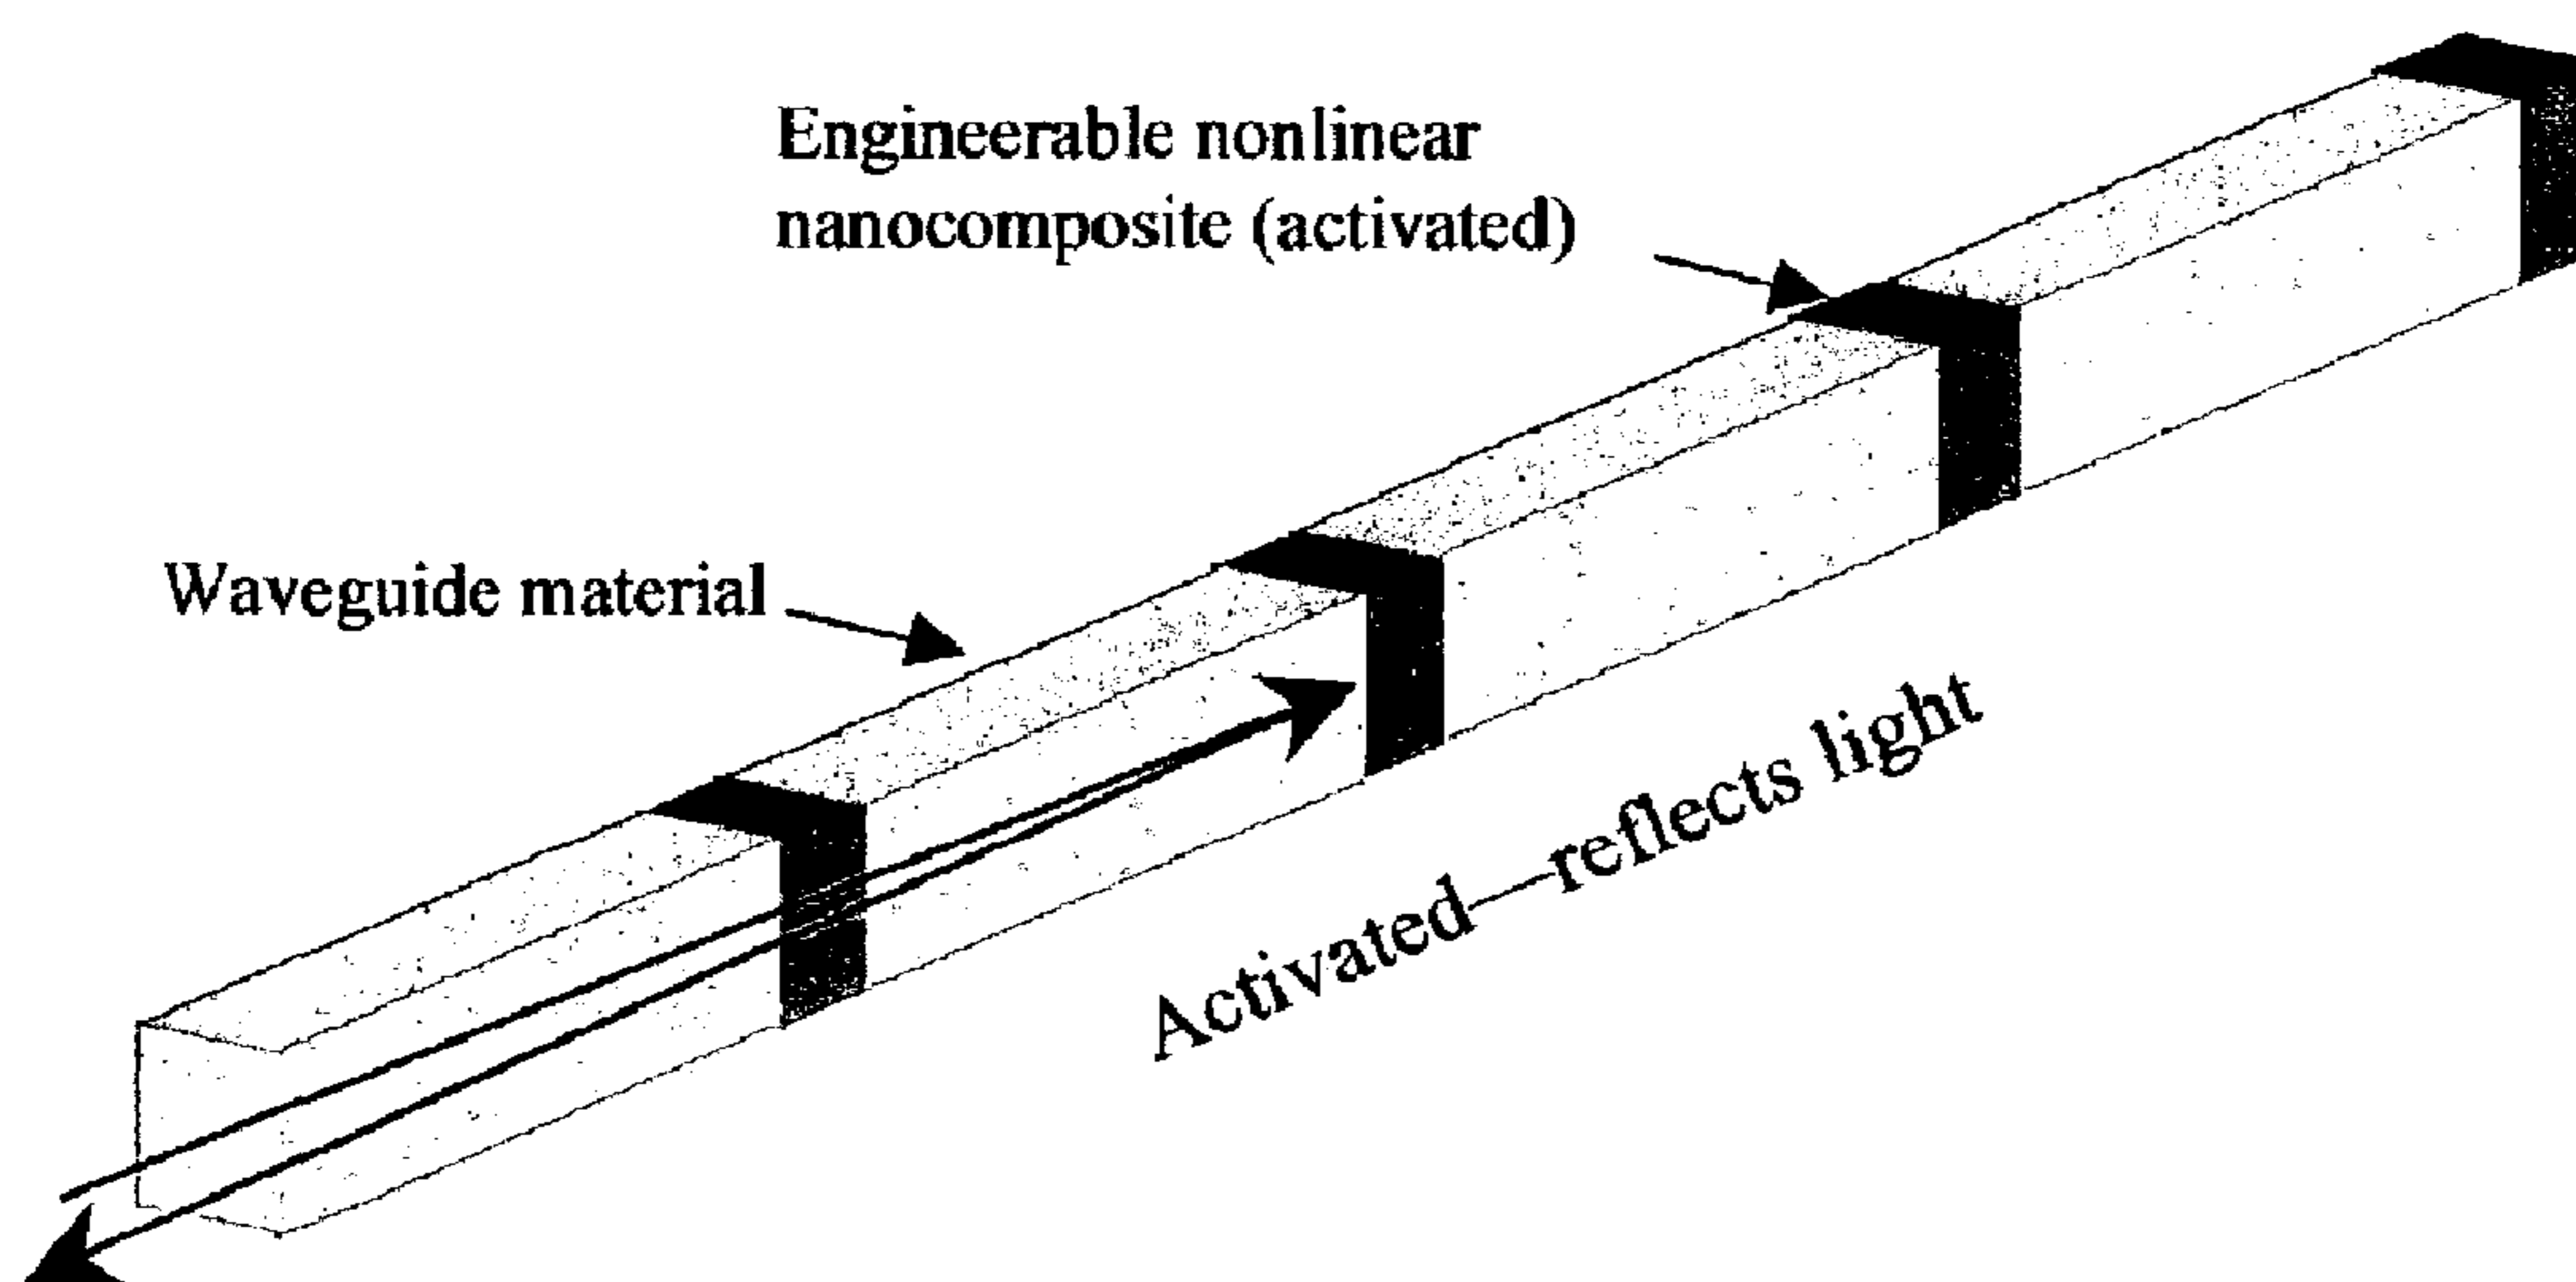 Engineerable nonlinear
nanocomposite (activated)
Waveguide material
Activated—reflects light